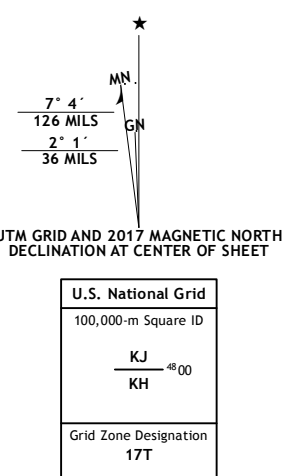 ★
MN
GN
7° 4´
126 MILS
2° 1´
36 MILS
UTM GRID AND 2017 MAGNETIC NORTH
DECLINATION AT CENTER OF SHEET
U.S. National Grid
100,000-m Square ID
KJ
4800
KH
Grid Zone Designation
17T